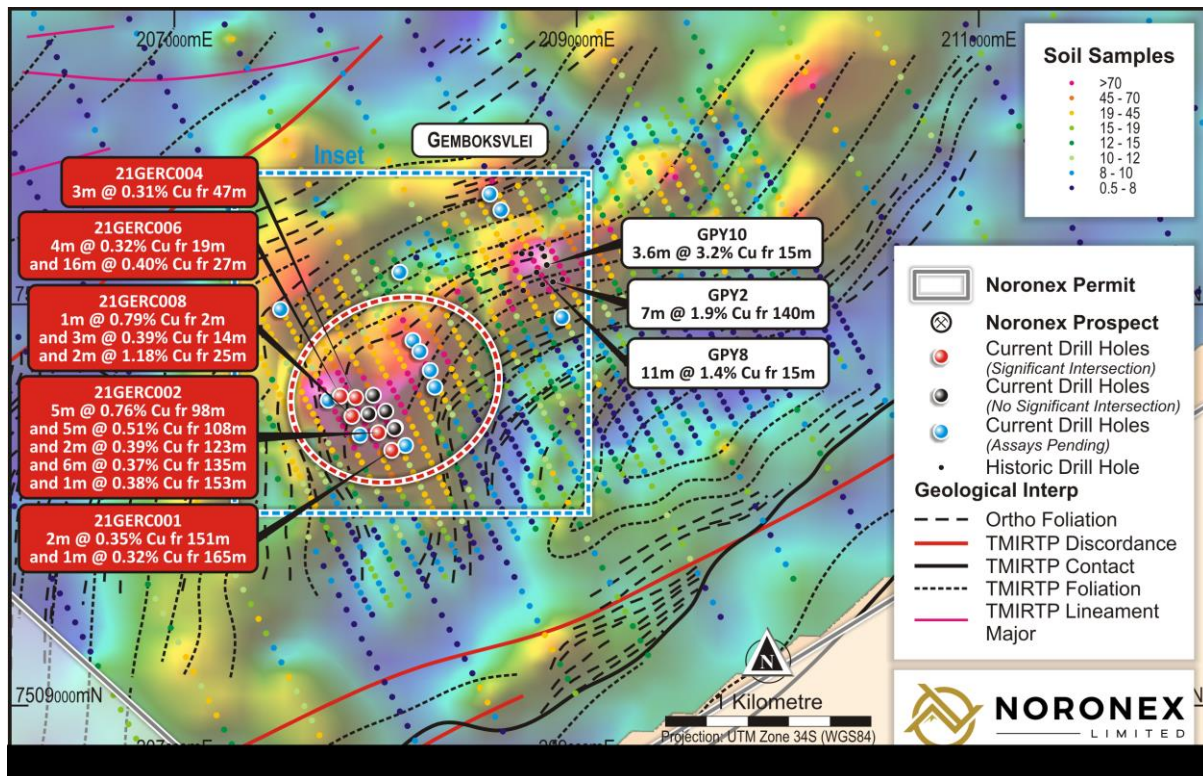 207000mE
209000mE
211000mE
GEMBOKSVLEI
Inset
21GERC004
3m @ 0.31% Cu fr 47m
21GERC006
4m @ 0.32% Cu fr 19m
and 16m @ 0.40% Cu fr 27m
21GERC008
1m @ 0.79% Cu fr 2m
and 3m @ 0.39% Cu fr 14m
and 2m @ 1.18% Cu fr 25m
21GERC002
5m @ 0.76% Cu fr 98m
and 5m @ 0.51% Cu fr 108m
and 2m @ 0.39% Cu fr 123m
and 6m @ 0.37% Cu fr 135m
and 1m @ 0.38% Cu fr 153m
21GERC001
2m @ 0.35% Cu fr 151m
and 1m @ 0.32% Cu fr 165m
GPY10
3.6m @ 3.2% Cu fr 15m
GPY2
7m @ 1.9% Cu fr 140m
GPY8
11m @ 1.4% Cu fr 15m
Soil Samples
>70
45 - 70
19 - 45
15 - 19
12 - 15
10 - 12
8 - 10
0.5 - 8
Noronex Permit
Noronex Prospect
Current Drill Holes
(Significant Intersection)
Current Drill Holes
(No Significant Intersection)
Current Drill Holes
(Assays Pending)
Historic Drill Hole
Geological Interp
Ortho Foliation
TMIRTP Discordance
TMIRTP Contact
TMIRTP Foliation
TMIRTP Lineament
Major
7509000mN
N
1 Kilometre
Projection: UTM Zone 34S (WGS84)
NORONEX
LIMITED